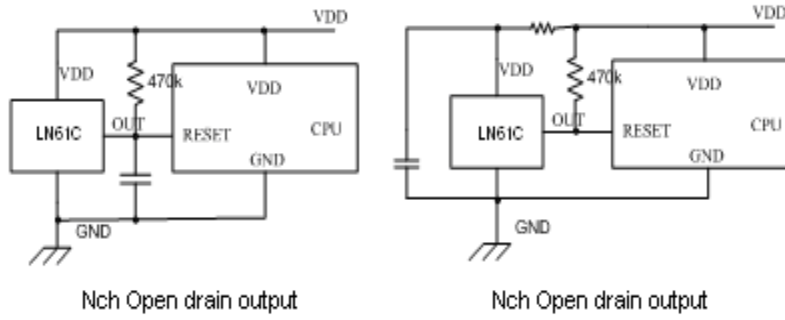 VDD
VDD
470k
VDD
LN61C
OUT
RESET
CPU
GND
GND
Nch Open drain output
VDD
VDD
470k
VDD
LN61C
OUT
RESET
CPU
GND
GND
Nch Open drain output